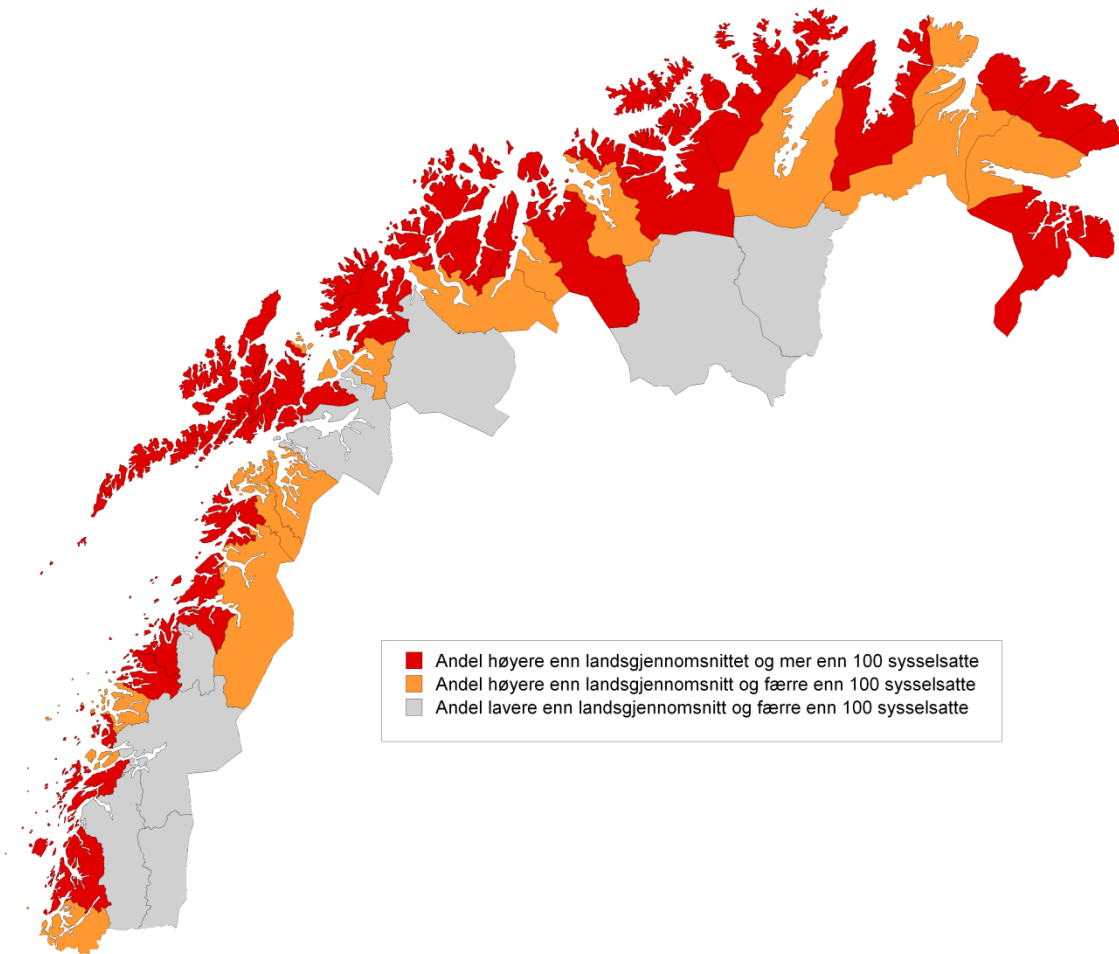 Andel høyere enn landsgjennomsnittet og mer enn 100 sysselsatte
Andel høyere enn landsgjennomsnitt og færre enn 100 sysselsatte
Andel lavere enn landsgjennomsnitt og færre enn 100 sysselsatte